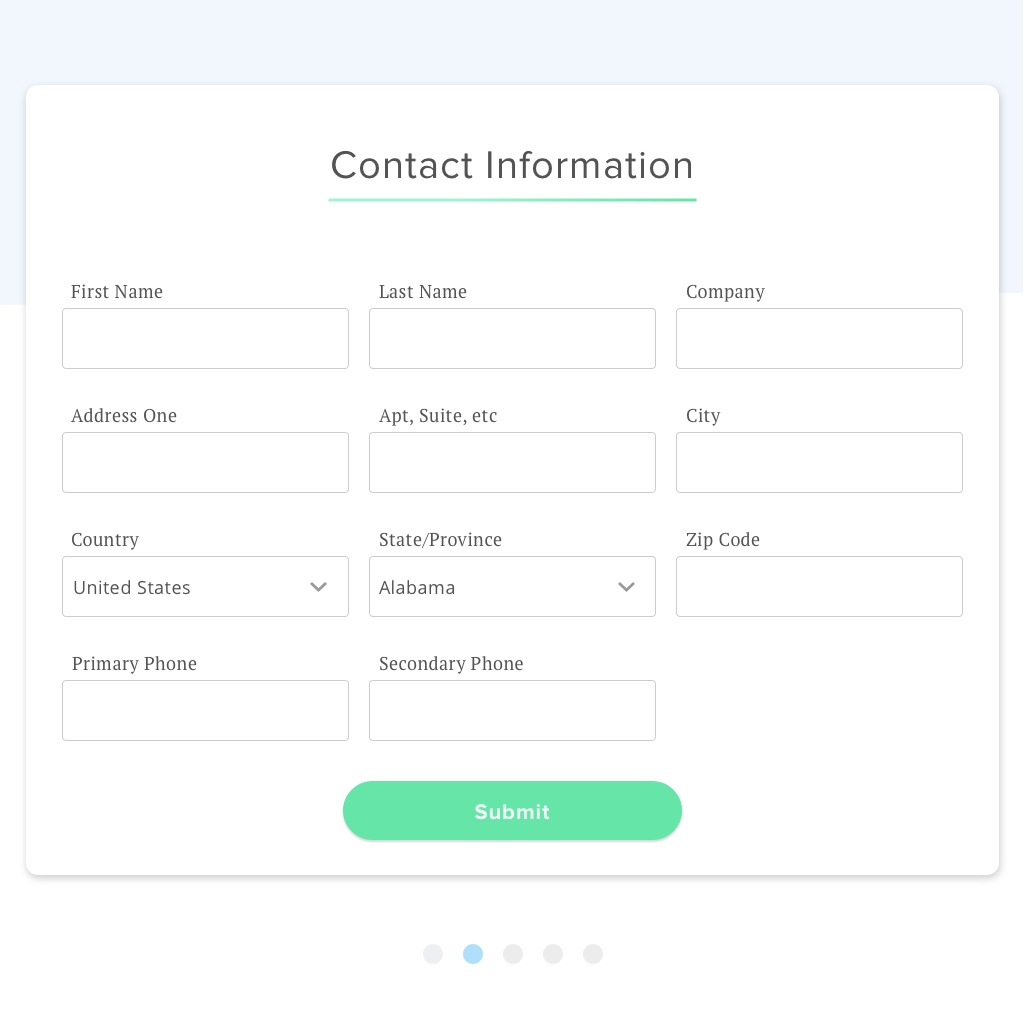 Contact Information
First Name
Last Name
Company
Address One
Apt, Suite, etc
City
Country
State/Province
Zip Code
United States
Alabama
Primary Phone
Secondary Phone
Submit